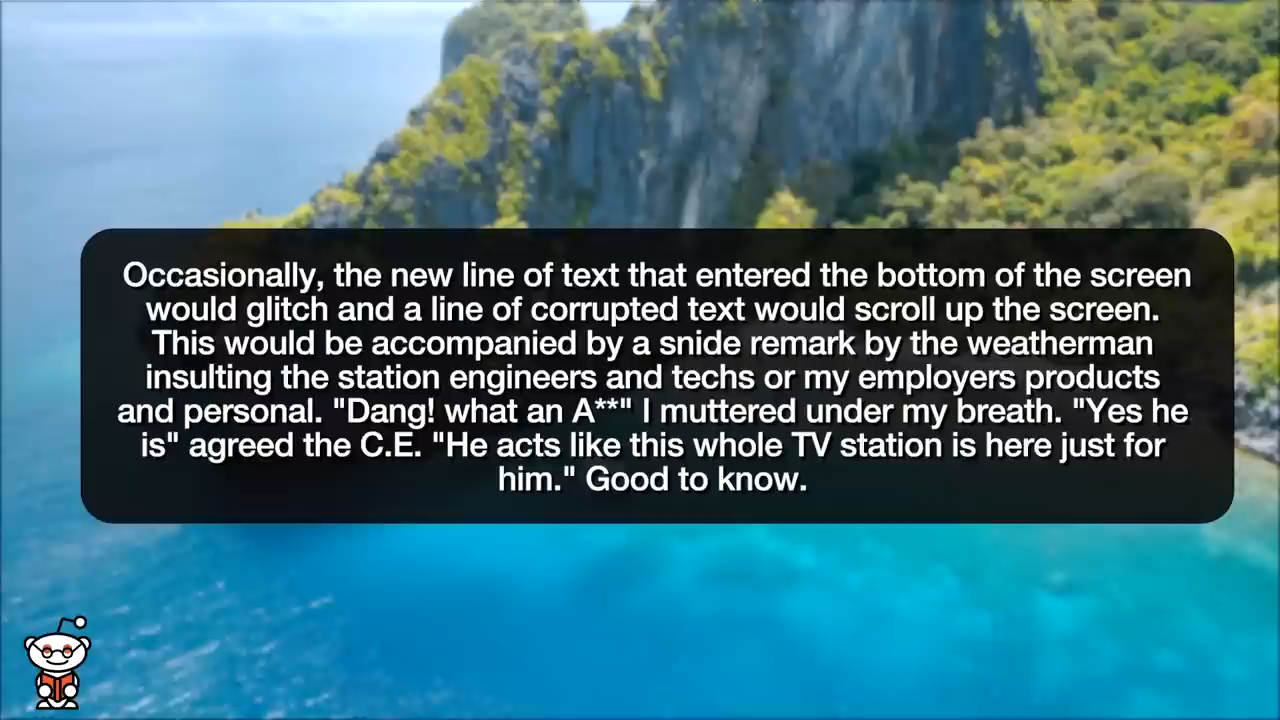 Occasionally, the new line of text that entered the bottom of the screen
would glitch and a line of corrupted text would scroll up the screen.
This would be accompanied by a snide remark by the weatherman
insulting the station engineers and techs or my employers products
and personal. "Dang! what an A**" I muttered under my breath. "Yes he
is" agreed the C.E. "He acts like this whole TV station is here just for
him." Good to know.